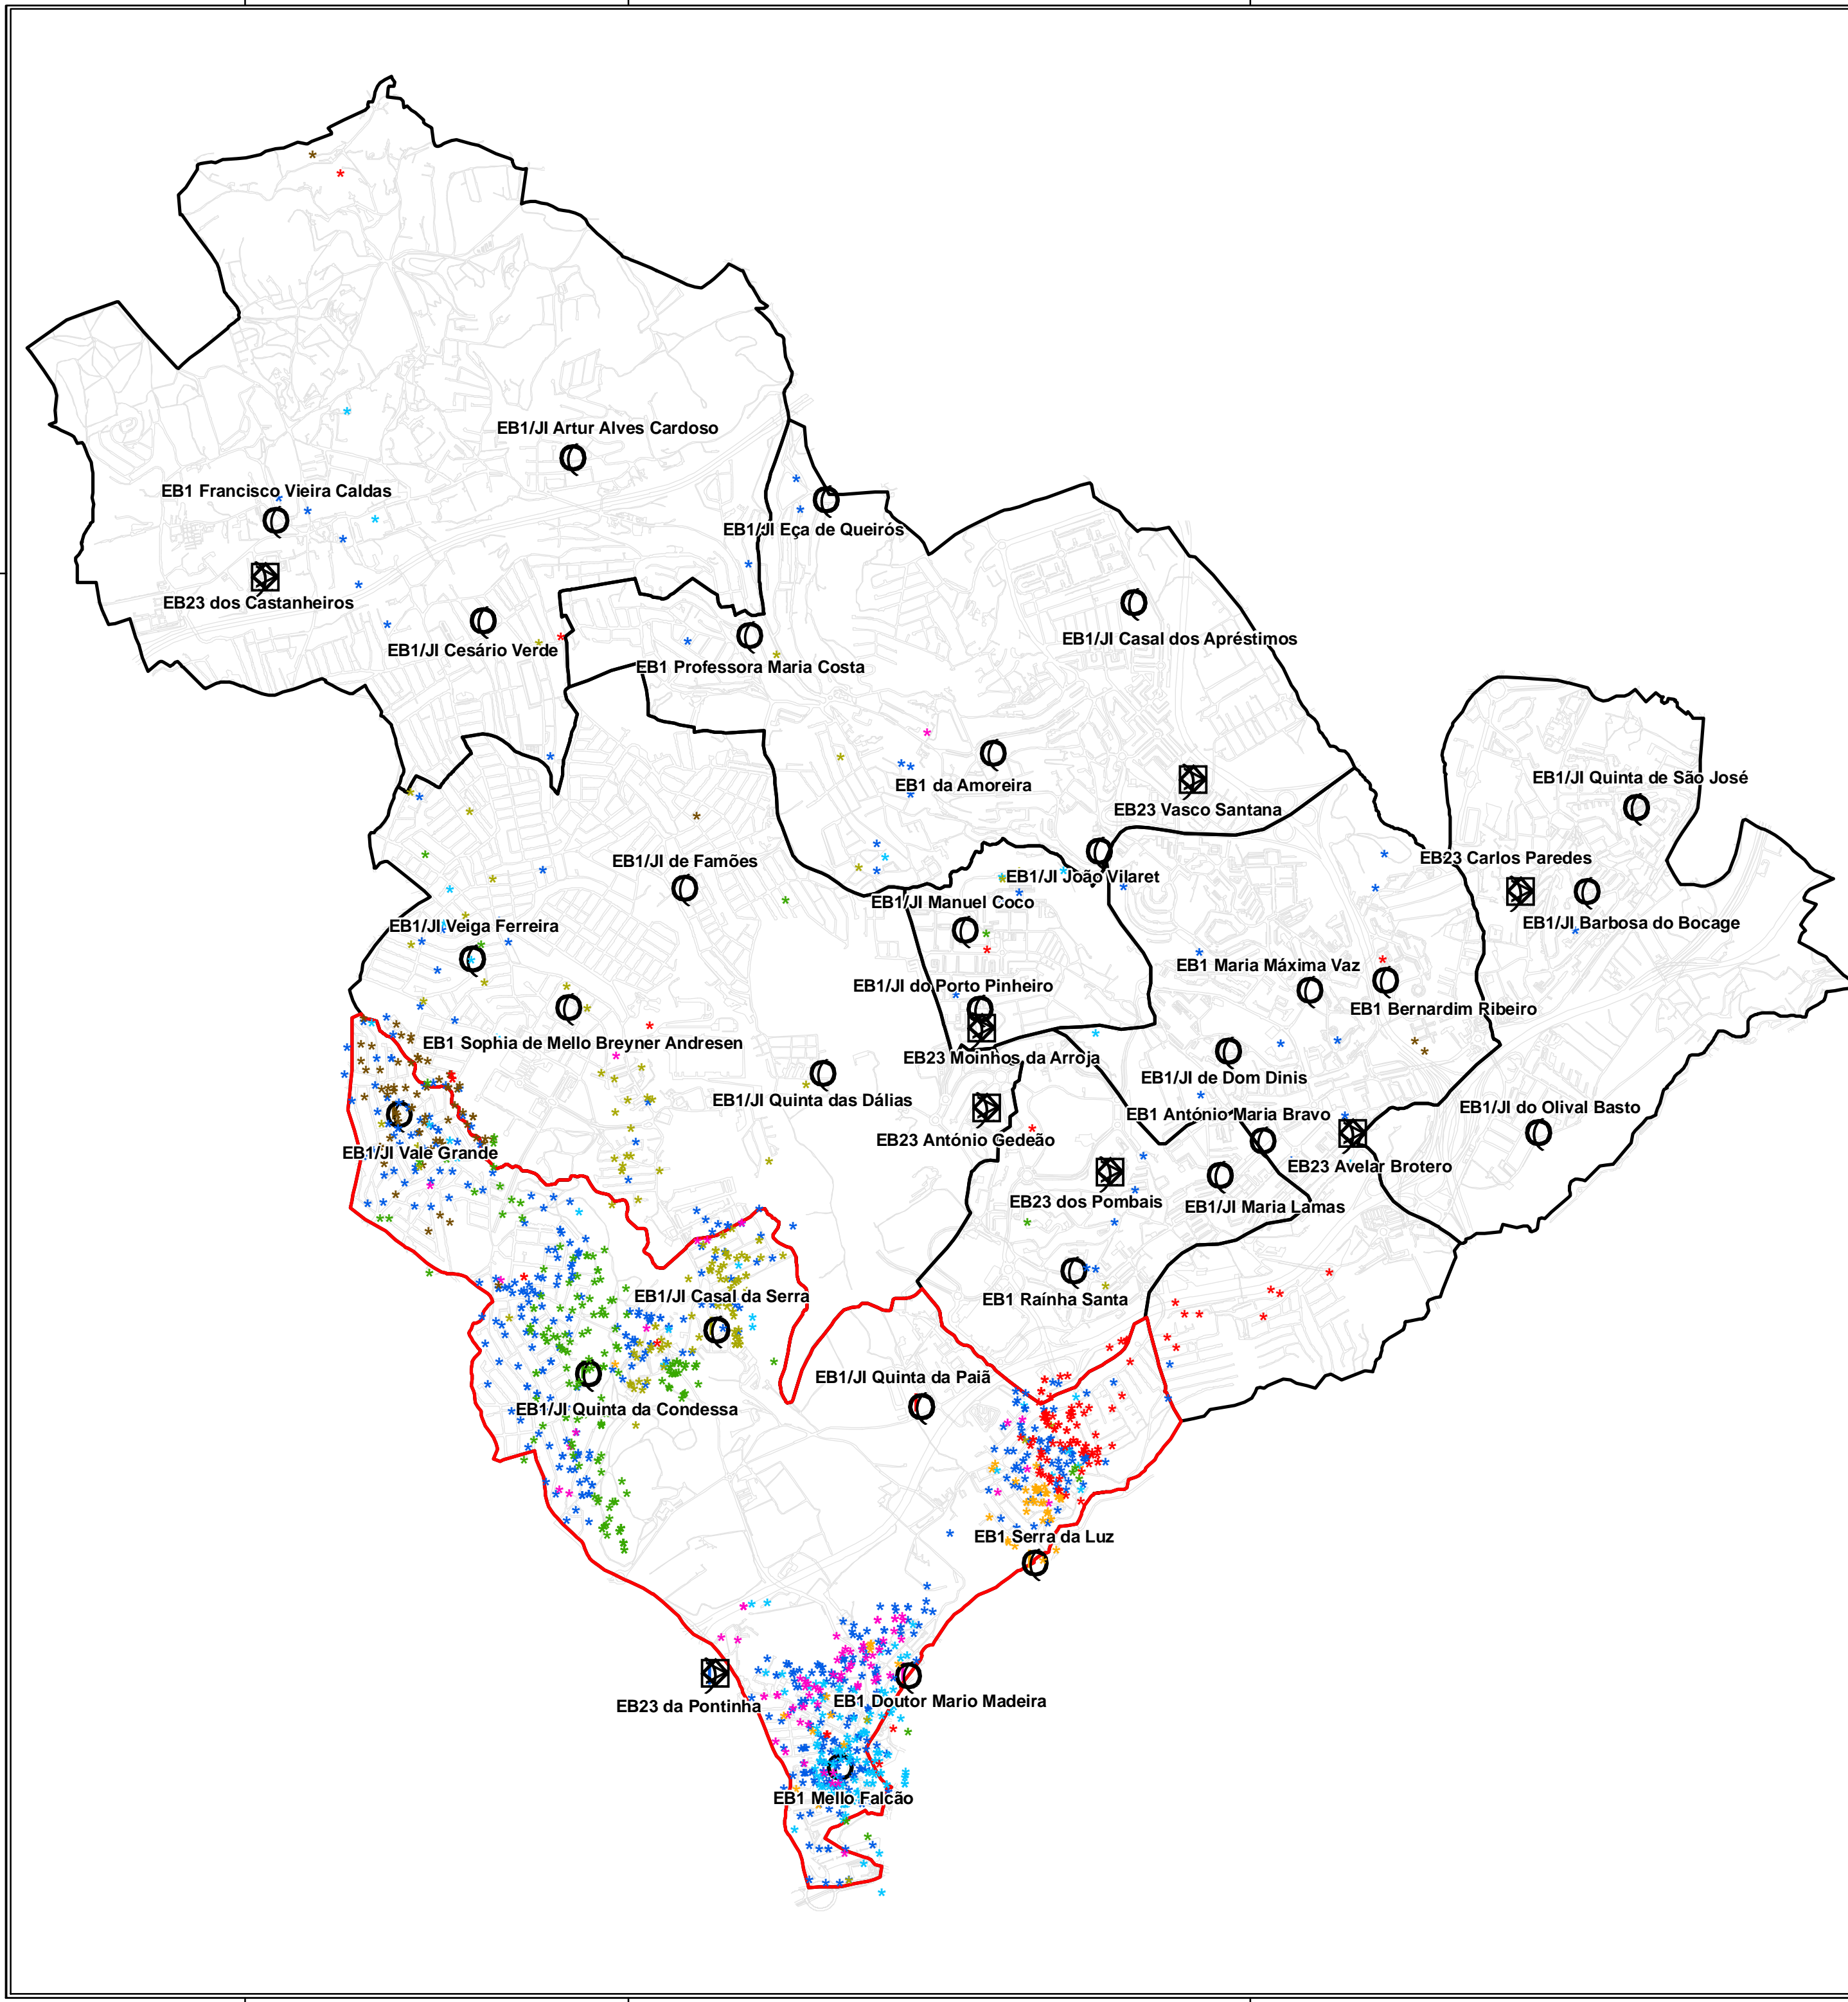 EB1/JI Artur Alves Cardoso
EB1 Francisco Vieira Caldas
EB1/JI Eça de Queirós
EB23 dos Castanheiros
EB1/JI Casal dos Apréstimos
EB1/JI Cesário Verde
EB1 Professora Maria Costa
EB1/JI Quinta de São José
EB1 da Amoreira
EB23 Vasco Santana
EB23 Carlos Paredes
EB1/JI de Famões
EB1/JI João Vilaret
EB1/JI Manuel Coco
EB1/JI Barbosa do Bocage
EB1/JI Veiga Ferreira
EB1 Maria Máxima Vaz
EB1/JI do Porto Pinheiro
EB1 Bernardim Ribeiro
EB1 Sophia de Mello Breyner Andresen
EB23 Moinhos da Arroja
EB1/JI de Dom Dinis
EB1/JI Quinta das Dálias
EB1/JI do Olival Basto
EB1 António Maria Bravo
EB23 António Gedeão
EB1/JI Vale Grande
EB23 Avelar Brotero
EB23 dos Pombais
EB1/JI Maria Lamas
EB1/JI Casal da Serra
EB1 Raínha Santa
EB1/JI Quinta da Paiã
EB1/JI Quinta da Condessa
EB1 Serra da Luz
EB23 da Pontinha
EB1 Doutor Mario Madeira
EB1 Mello Falcão